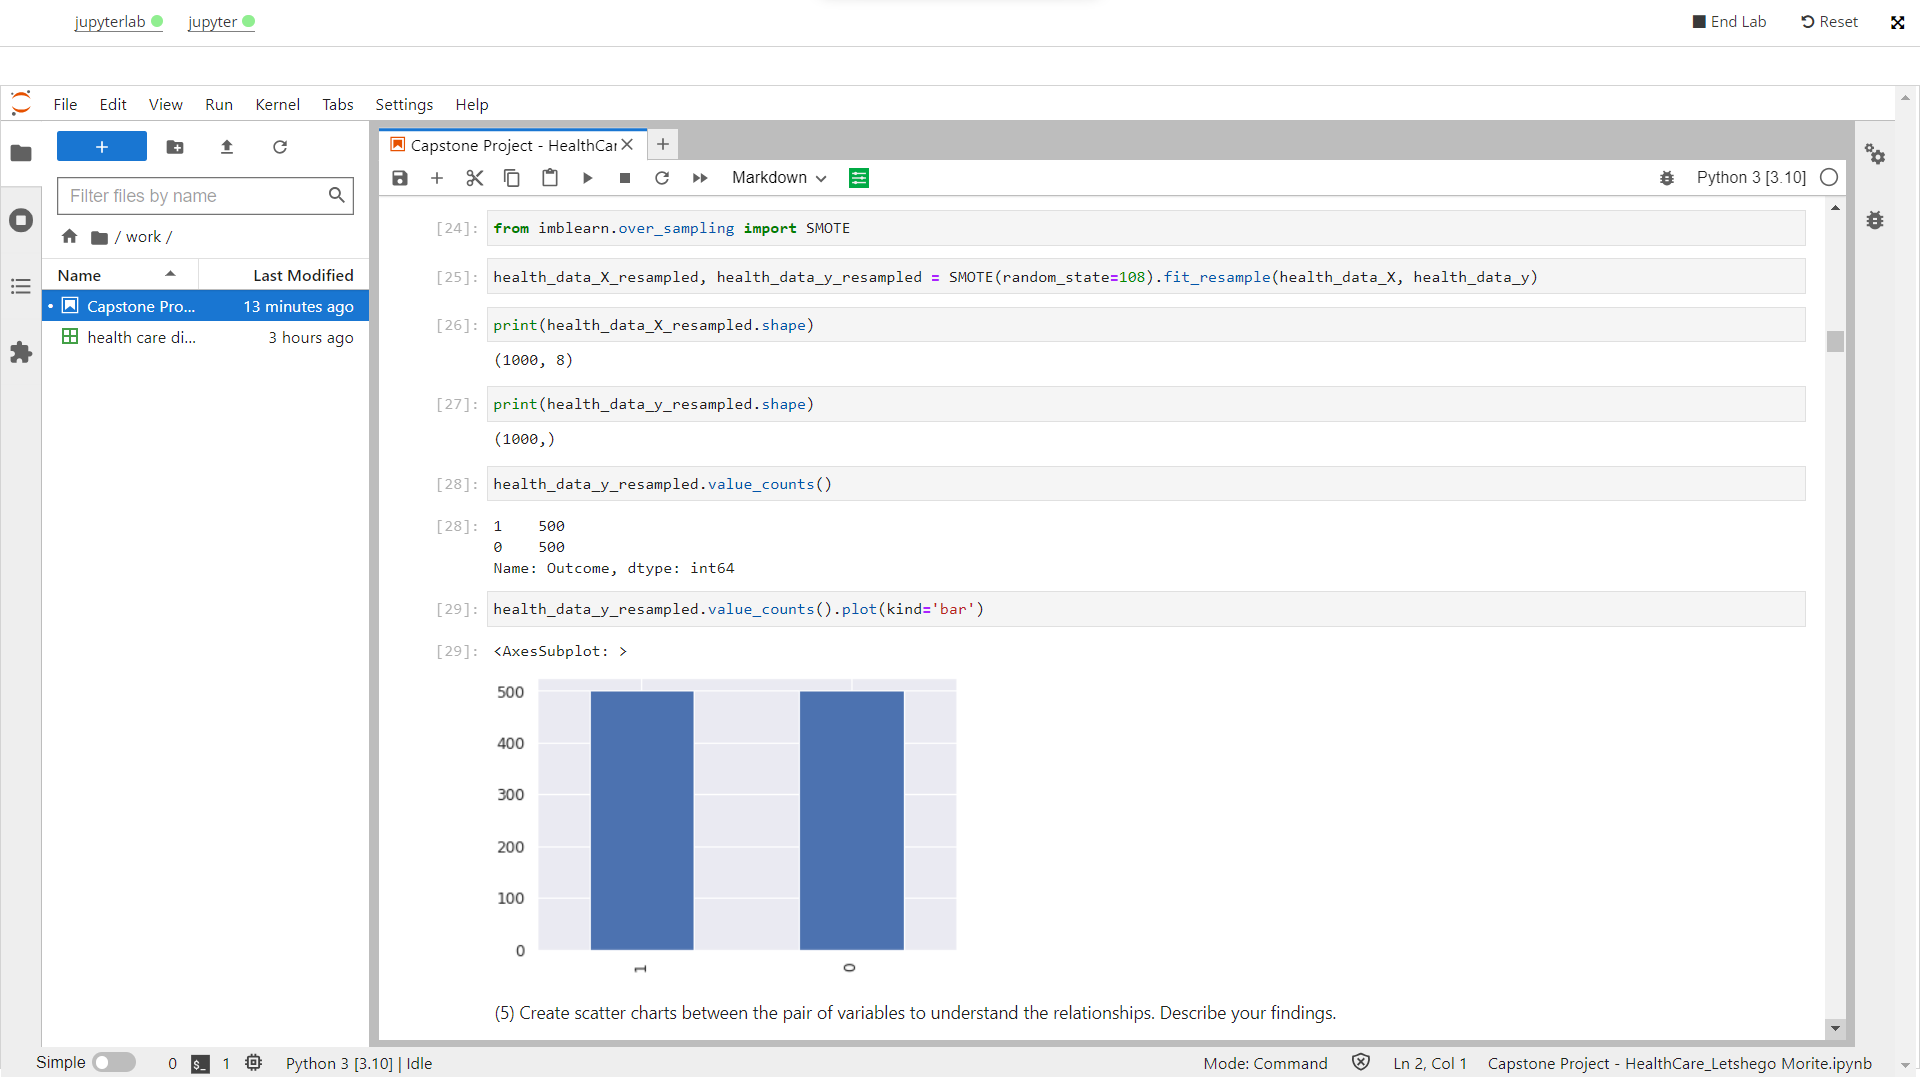 jupyterlab jupyter End Lab Reset
File Edit View Run Kernel Tabs Settings Help
+
Filter files by name
/ work /
Name Last Modified
Capstone Pro... 13 minutes ago
health care di... 3 hours ago
Capstone Project - HealthCar
Markdown Python 3 [3.10]
[24]: from imblearn.over_sampling import SMOTE
[25]: health_data_X_resampled, health_data_y_resampled = SMOTE(random_state=108).fit_resample(health_data_X, health_data_y)
[26]: print(health_data_X_resampled.shape)
(1000, 8)
[27]: print(health_data_y_resampled.shape)
(1000,)
[28]: health_data_y_resampled.value_counts()
[28]: 1 500
0 500
Name: Outcome, dtype: int64
[29]: health_data_y_resampled.value_counts().plot(kind='bar')
[29]: <AxesSubplot: >
500
400
300
200
100
0
1 0
(5) Create scatter charts between the pair of variables to understand the relationships. Describe your findings.
Simple 0 $_ 1 Python 3 [3.10] | Idle Mode: Command Ln 2, Col 1 Capstone Project - HealthCare_Letshego Morite.ipynb